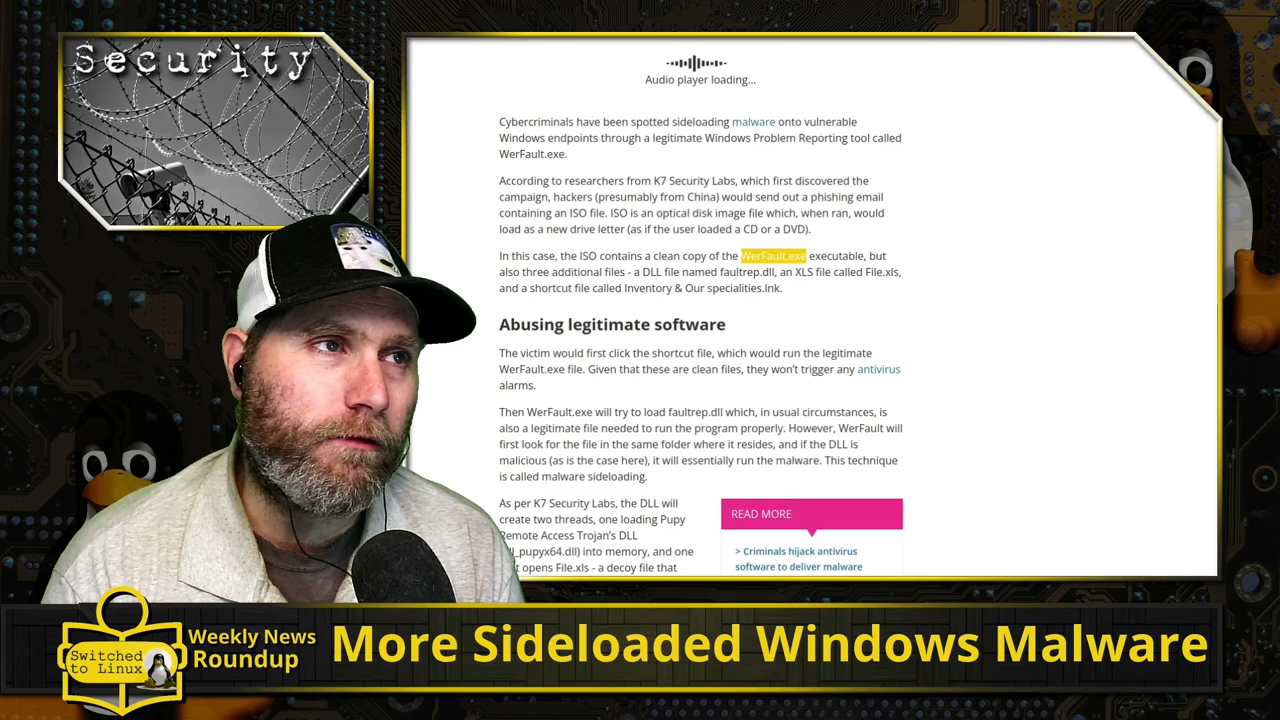 Security
Audio player loading...
Cybercriminals have been spotted sideloading malware onto vulnerable
Windows endpoints through a legitimate Windows Problem Reporting tool called
WerFault.exe.
According to researchers from K7 Security Labs, which first discovered the
campaign, hackers (presumably from China) would send out a phishing email
containing an ISO file. ISO is an optical disk image file which, when ran, would
load as a new drive letter (as if the user loaded a CD or a DVD).
In this case, the ISO contains a clean copy of the WerFault.exe executable, but
also three additional files - a DLL file named faultrep.dll, an XLS file called File.xls,
and a shortcut file called Inventory & Our specialities.lnk.
Abusing legitimate software
The victim would first click the shortcut file, which would run the legitimate
WerFault.exe file. Given that these are clean files, they won't trigger any antivirus
alarms.
Then WerFault.exe will try to load faultrep.dll which, in usual circumstances, is
also a legitimate file needed to run the program properly. However, WerFault will
first look for the file in the same folder where it resides, and if the DLL is
malicious (as is the case here), it will essentially run the malware. This technique
is called malware sideloading.
As per K7 Security Labs, the DLL will
create two threads, one loading Pupy
Remote Access Trojan's DLL
l_pupyx64.dll) into memory, and one
t opens File.xls - a decoy file that
READ MORE
> Criminals hijack antivirus
software to deliver malware
Switched
to Linux
Weekly News
Roundup
More Sideloaded Windows Malware